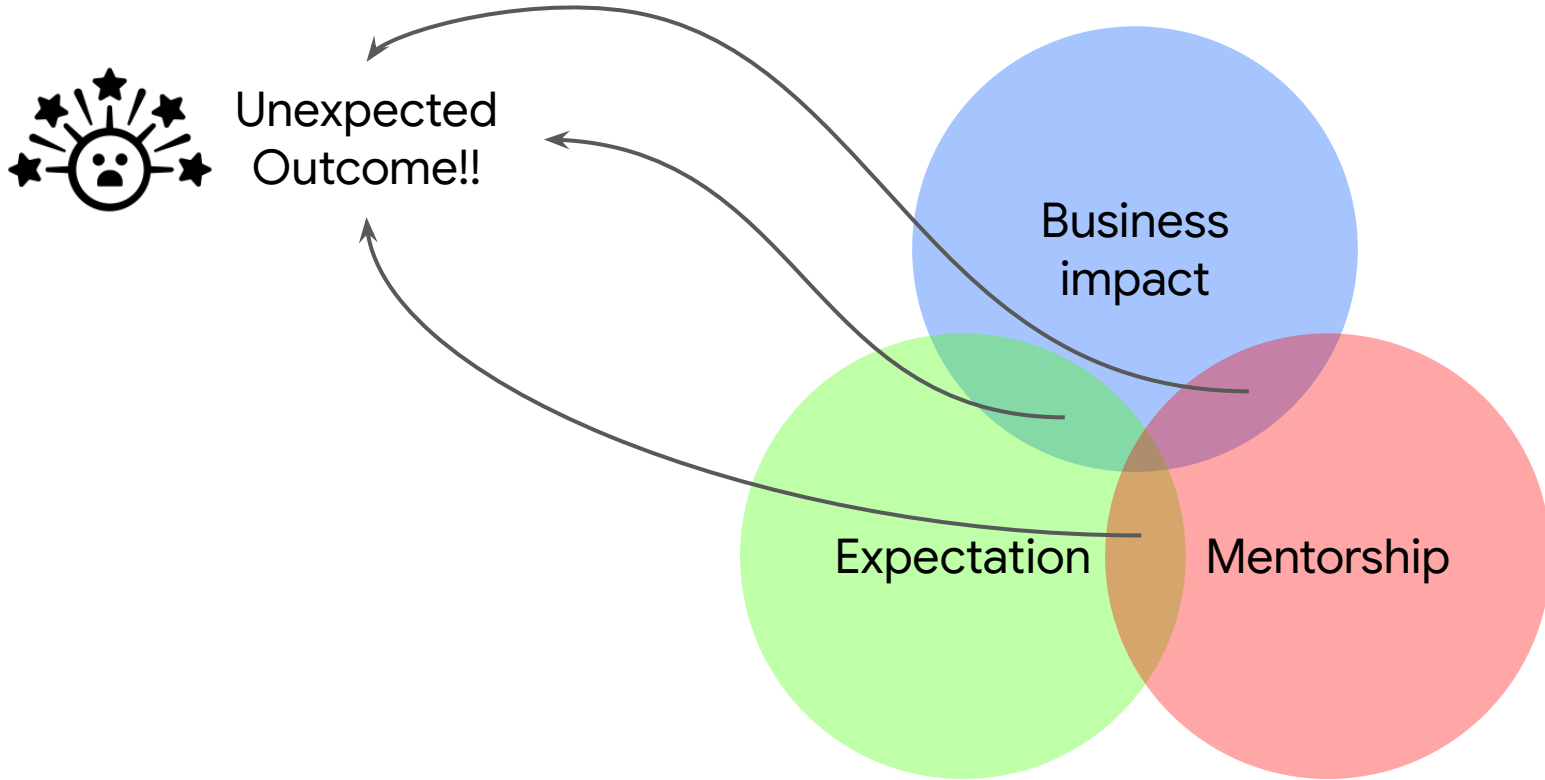 Unexpected
Outcome!!
Business
impact
Expectation
Mentorship